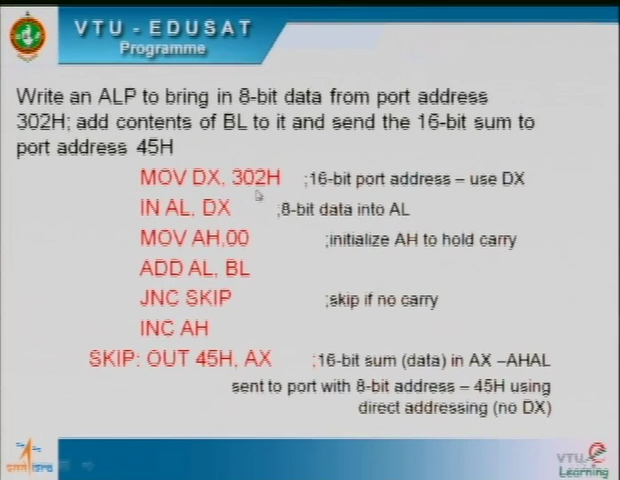 VTU - EDUSAT
Programme
Write an ALP to bring in 8-bit data from port address
302H; add contents of BL to it and send the 16-bit sum to
port address 45H
MOV DX, 302H ;16-bit port address – use DX
IN AL, DX ;8-bit data into AL
MOV AH,00 ;initialize AH to hold carry
ADD AL, BL
JNC SKIP ;skip if no carry
INC AH
SKIP: OUT 45H, AX ;16-bit sum (data) in AX –AHAL
sent to port with 8-bit address – 45H using
direct addressing (no DX)
VTU-e
Learning